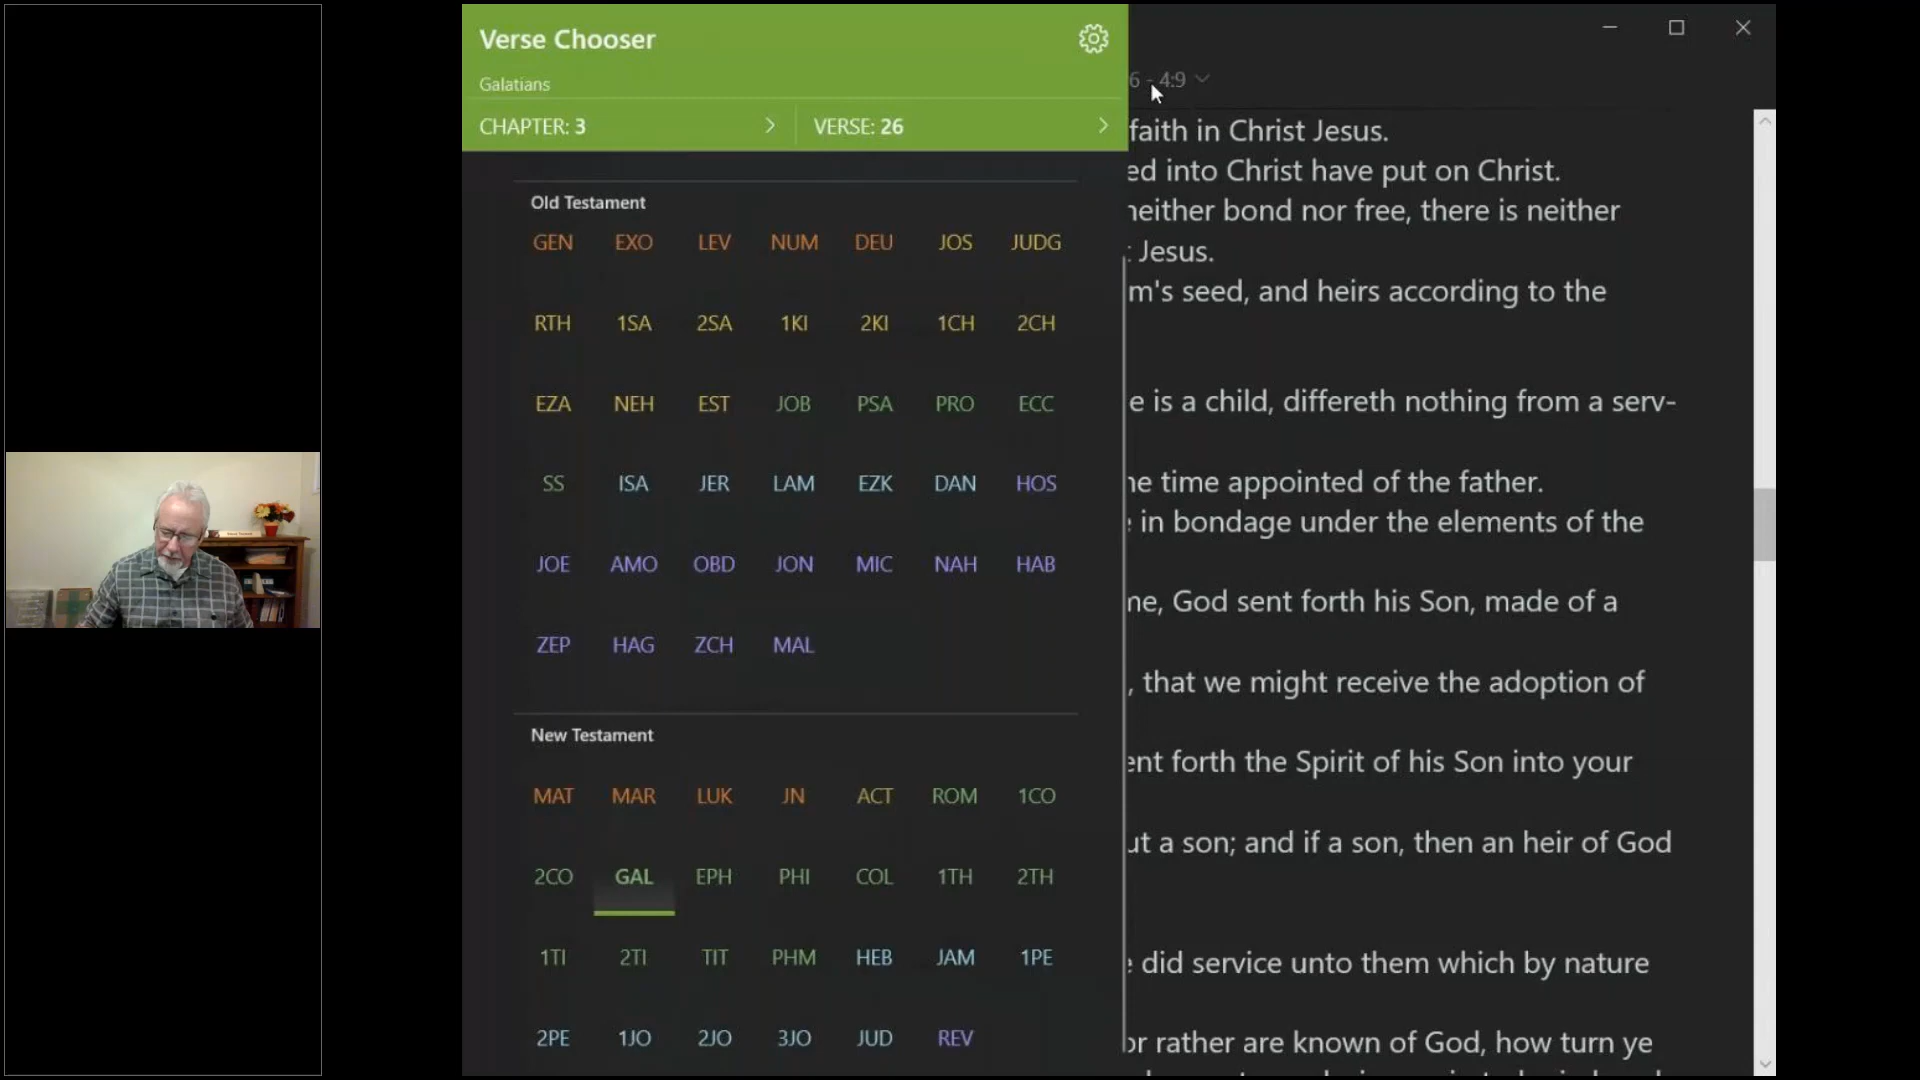 Verse Chooser
Galatians
CHAPTER: 3
VERSE: 26
Old Testament
GEN EXO LEV NUM DEU JOS JUDG
RTH 1SA 2SA 1KI 2KI 1CH 2CH
EZA NEH EST JOB PSA PRO ECC
SS ISA JER LAM EZK DAN HOS
JOE AMO OBD JON MIC NAH HAB
ZEP HAG ZCH MAL
New Testament
MAT MAR LUK JN ACT ROM 1CO
2CO GAL EPH PHI COL 1TH 2TH
1TI 2TI TIT PHM HEB JAM 1PE
2PE 1JO 2JO 3JO JUD REV
6 - 4:9
faith in Christ Jesus.
ed into Christ have put on Christ.
neither bond nor free, there is neither
Jesus.
m's seed, and heirs according to the
e is a child, differeth nothing from a serv-
he time appointed of the father.
in bondage under the elements of the
me, God sent forth his Son, made of a
, that we might receive the adoption of
ent forth the Spirit of his Son into your
ut a son; and if a son, then an heir of God
did service unto them which by nature
or rather are known of God, how turn ye